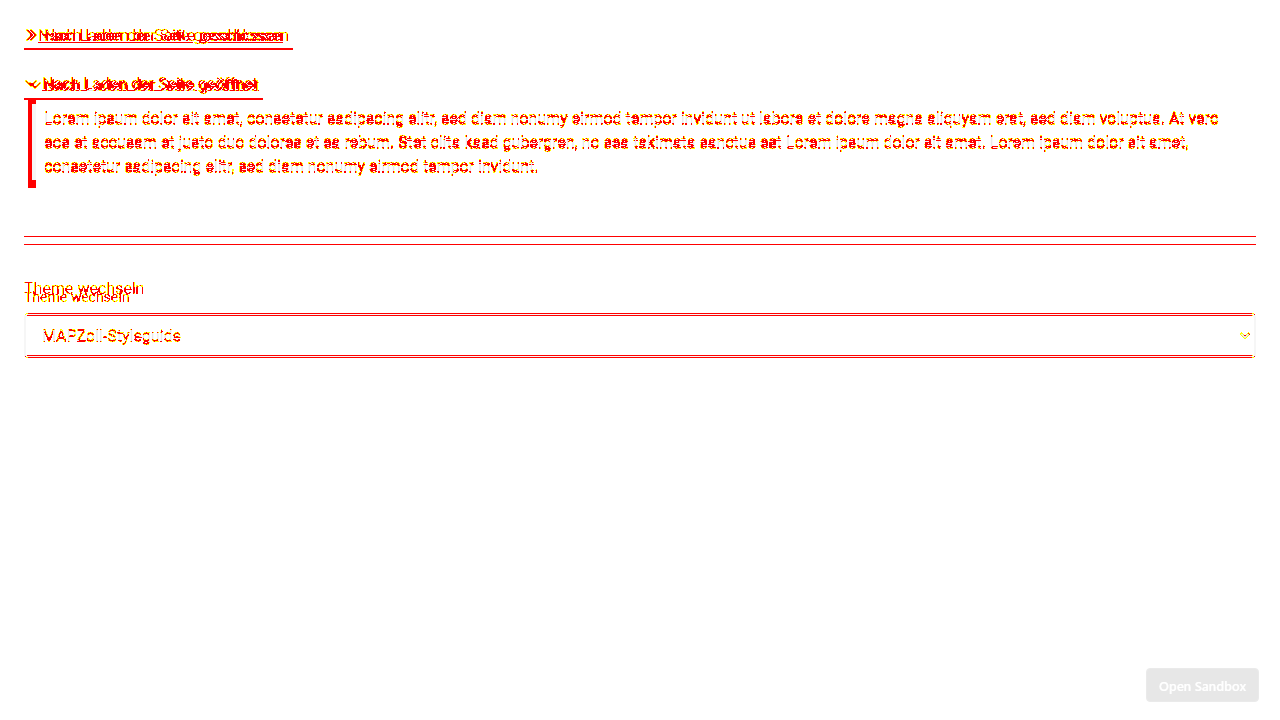 Nach Laden der Seite geschlossen
Nach Laden der Seite geöffnet
Lorem ipsum dolor sit amet, consetetur sadipscing elitr, sed diam nonumy eirmod tempor invidunt ut labore et dolore magna aliquyam erat, sed diam voluptua. At vero
eos et accusam et justo duo dolores et ea rebum. Stet clita kasd gubergren, no sea takimata sanctus est Lorem ipsum dolor sit amet. Lorem ipsum dolor sit amet,
consetetur sadipscing elitr, sed diam nonumy eirmod tempor invidunt.
Theme wechseln
Theme wechseln
MAPZoll-Styleguide
Open Sandbox